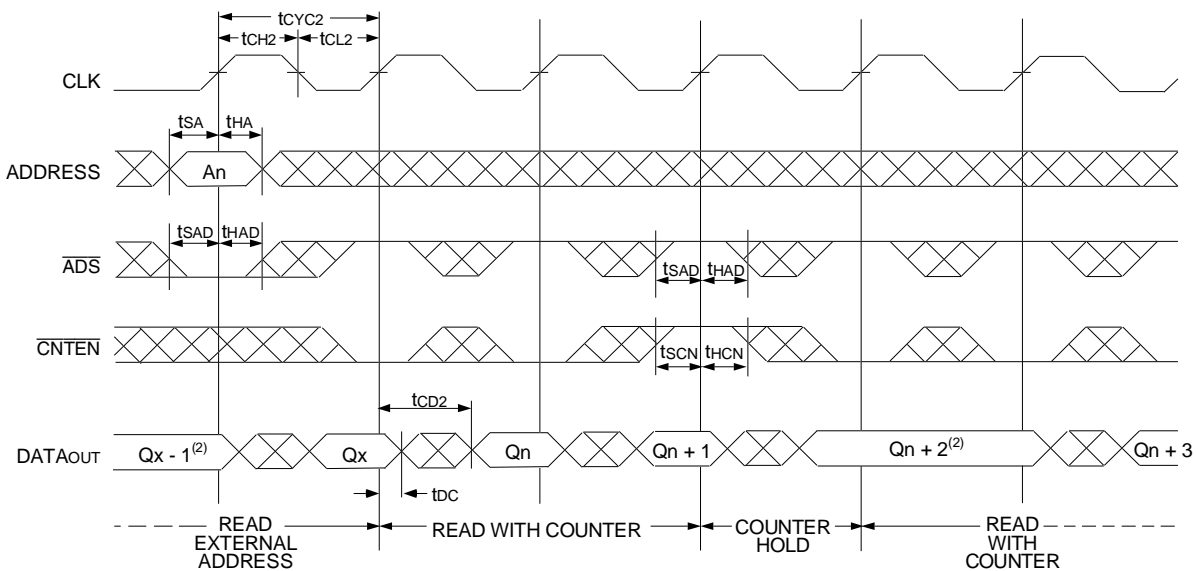 tCYC2
tCH2 tCL2
CLK
tSA tHA
ADDRESS An
tSAD tHAD
ADS tSAD tHAD
CNTEN tSCN tHCN
tCD2
DATAOUT Qx - 1(2) Qx Qn Qn + 1 Qn + 2(2) Qn + 3
tDC
READ EXTERNAL ADDRESS
READ WITH COUNTER
COUNTER HOLD
READ WITH COUNTER